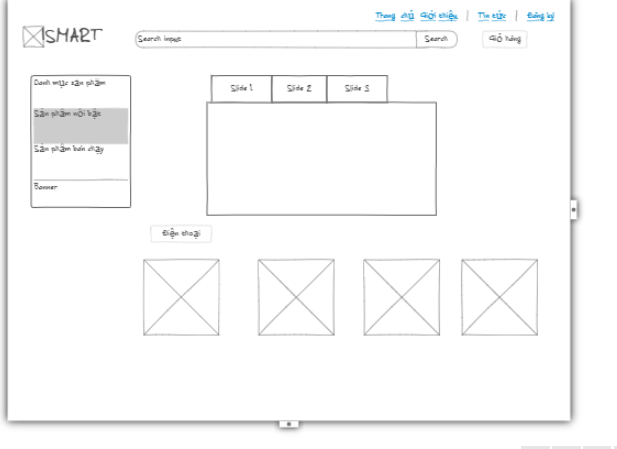 Trang chủ Giới thiệu | Tin tức | Đăng ký
SMART
Search input Search Giỏ hàng
Danh mục sản phẩm
Slide 1 Slide 2 Slide 3
Sản phẩm nổi bật
Sản phẩm bán chạy
Banner
Điện thoại